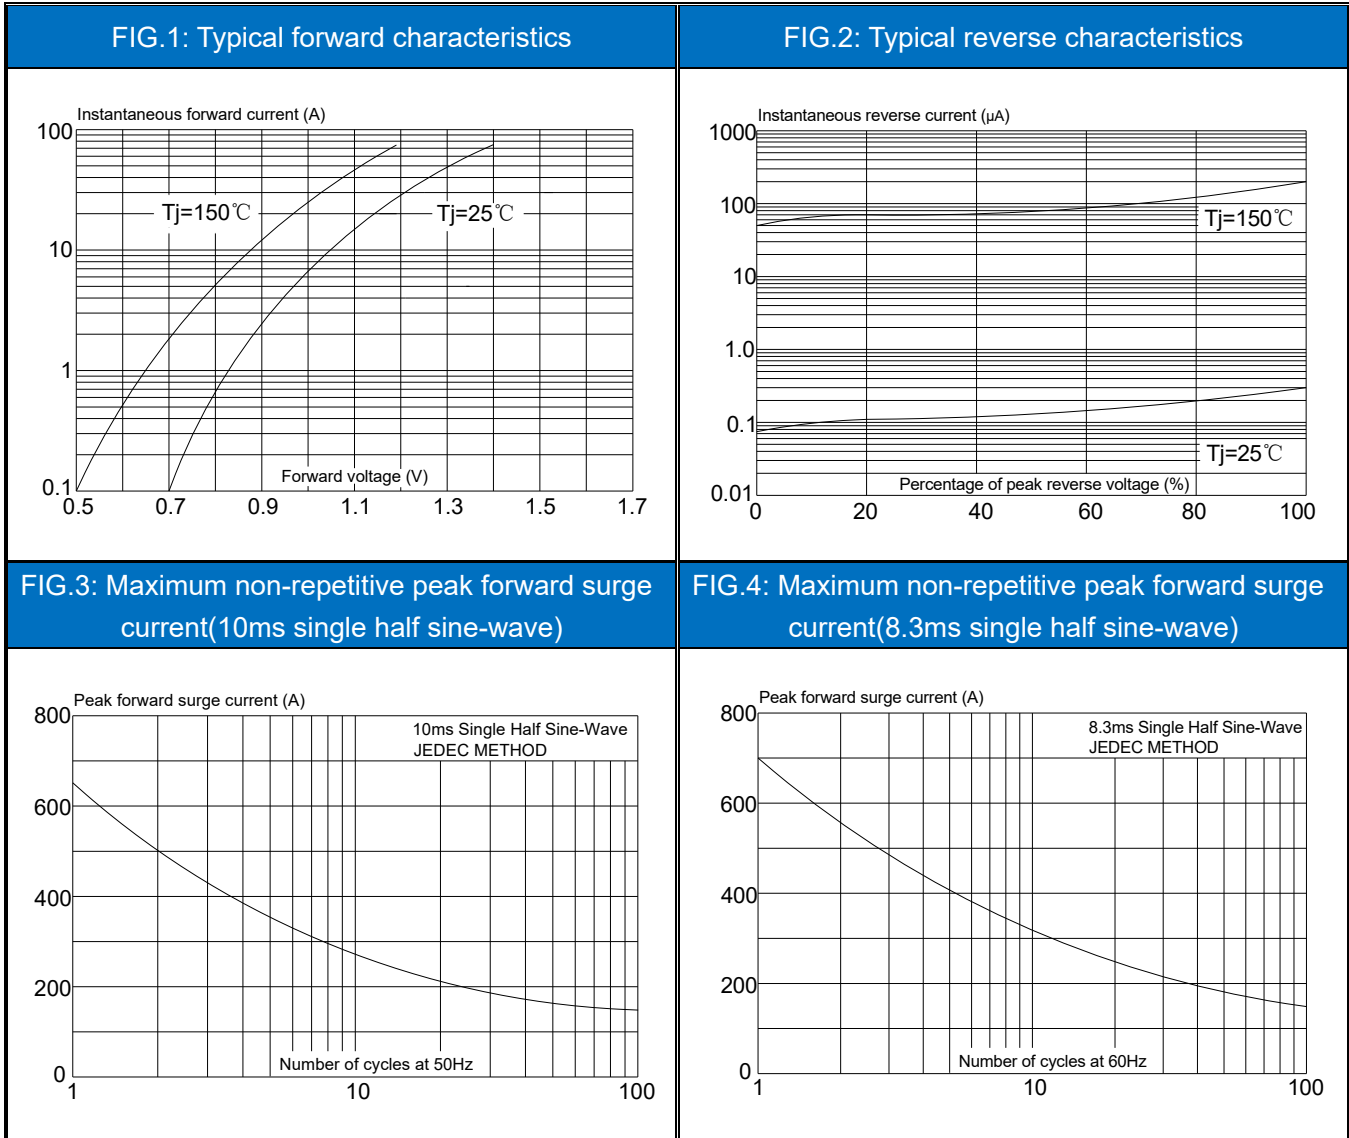 FIG.1: Typical forward characteristics
Instantaneous forward current (A)
100
10
1
0.1
Tj=150℃
Tj=25℃
Forward voltage (V)
0.5 0.7 0.9 1.1 1.3 1.5 1.7
FIG.2: Typical reverse characteristics
Instantaneous reverse current (μA)
1000
100
10
1.0
0.1
0.01
Tj=150℃
Tj=25℃
Percentage of peak reverse voltage (%)
0 20 40 60 80 100
FIG.3: Maximum non-repetitive peak forward surge
current(10ms single half sine-wave)
Peak forward surge current (A)
800
600
400
200
0
10ms Single Half Sine-Wave
JEDEC METHOD
Number of cycles at 50Hz
1 10 100
FIG.4: Maximum non-repetitive peak forward surge
current(8.3ms single half sine-wave)
Peak forward surge current (A)
800
600
400
200
0
8.3ms Single Half Sine-Wave
JEDEC METHOD
Number of cycles at 60Hz
1 10 100